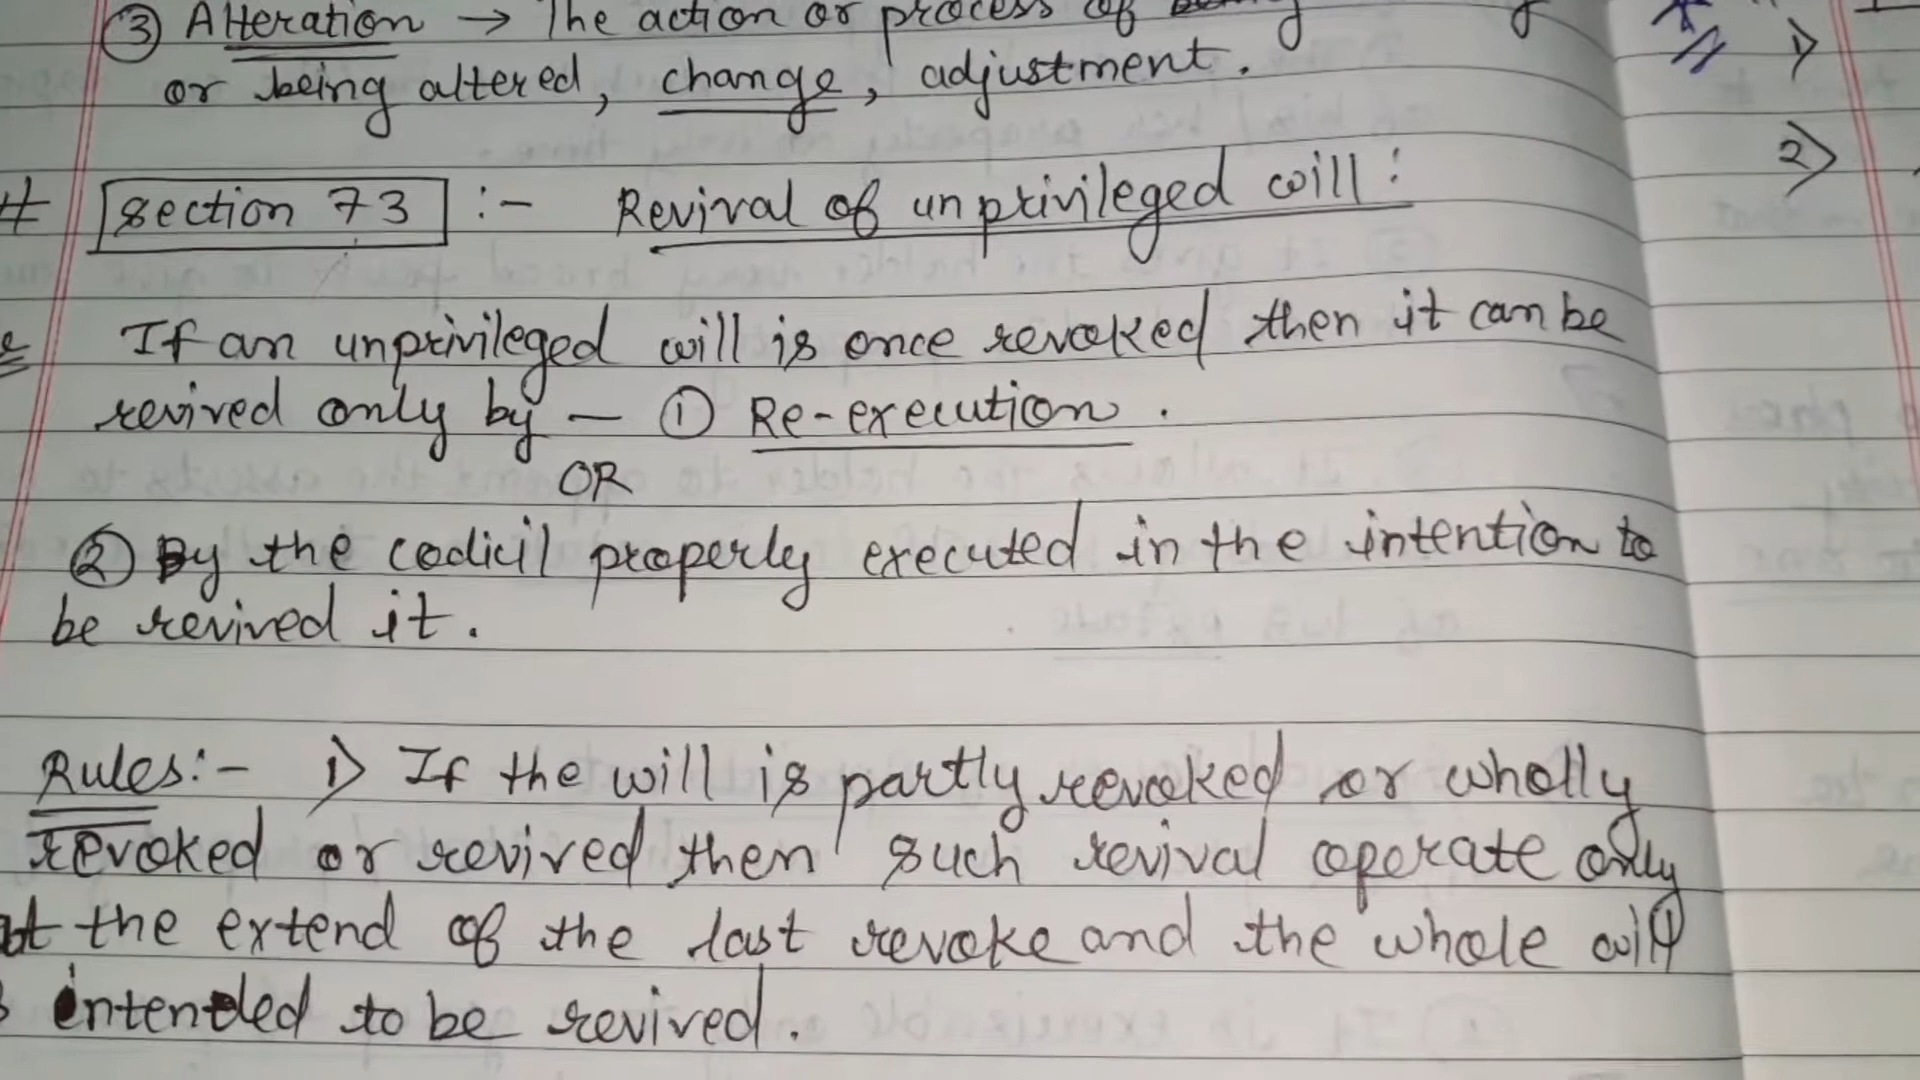 ③ Alteration → The action or process of
or being altered, change, adjustment.
# section 73 :- Revival of unprivileged will:
If an unprivileged will is once revoked then it can be
revived only by - ① Re-execution.
OR
② By the codicil properly executed in the intention to
be revived it.
Rules:- 1> If the will is partly revoked or wholly
revoked or revived then such revival operate only
at the extend of the last revoke and the whole will
intended to be revived.
1>
2>